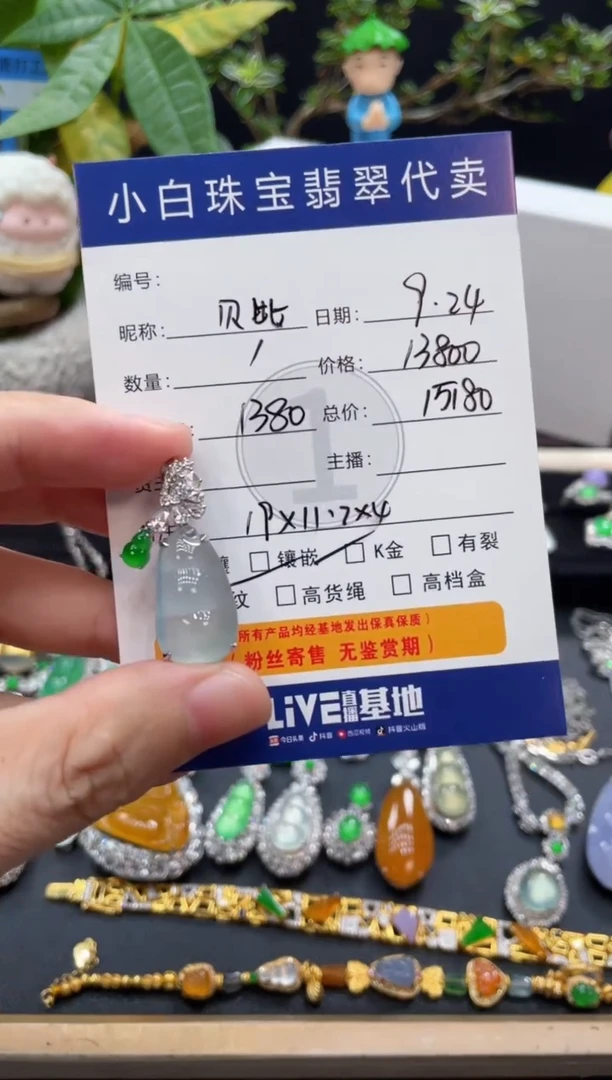 小白珠宝翡翠代卖
编号：
昵称： 贝比 日期： 9.24
数量： 1 价格： 13800
1380 总价： 15180
主播：
19×11.2×4
镶嵌 K金 有裂
纹 高货绳 高档盒
所有产品均经基地发出保真保质）
（粉丝寄售 无鉴赏期）
LiVE直播基地
今日头条 抖音 西瓜视频 抖音火山版